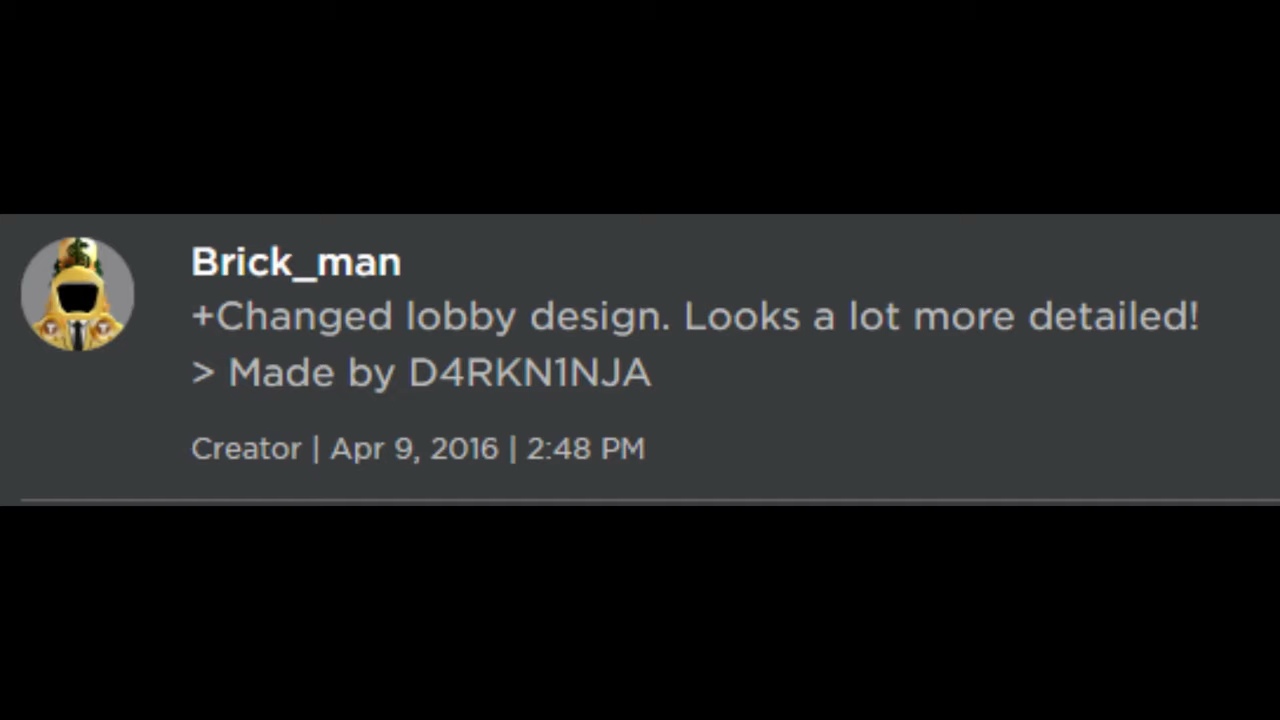 Brick_man
+Changed lobby design. Looks a lot more detailed!
> Made by D4RKN1NJA
Creator | Apr 9, 2016 | 2:48 PM